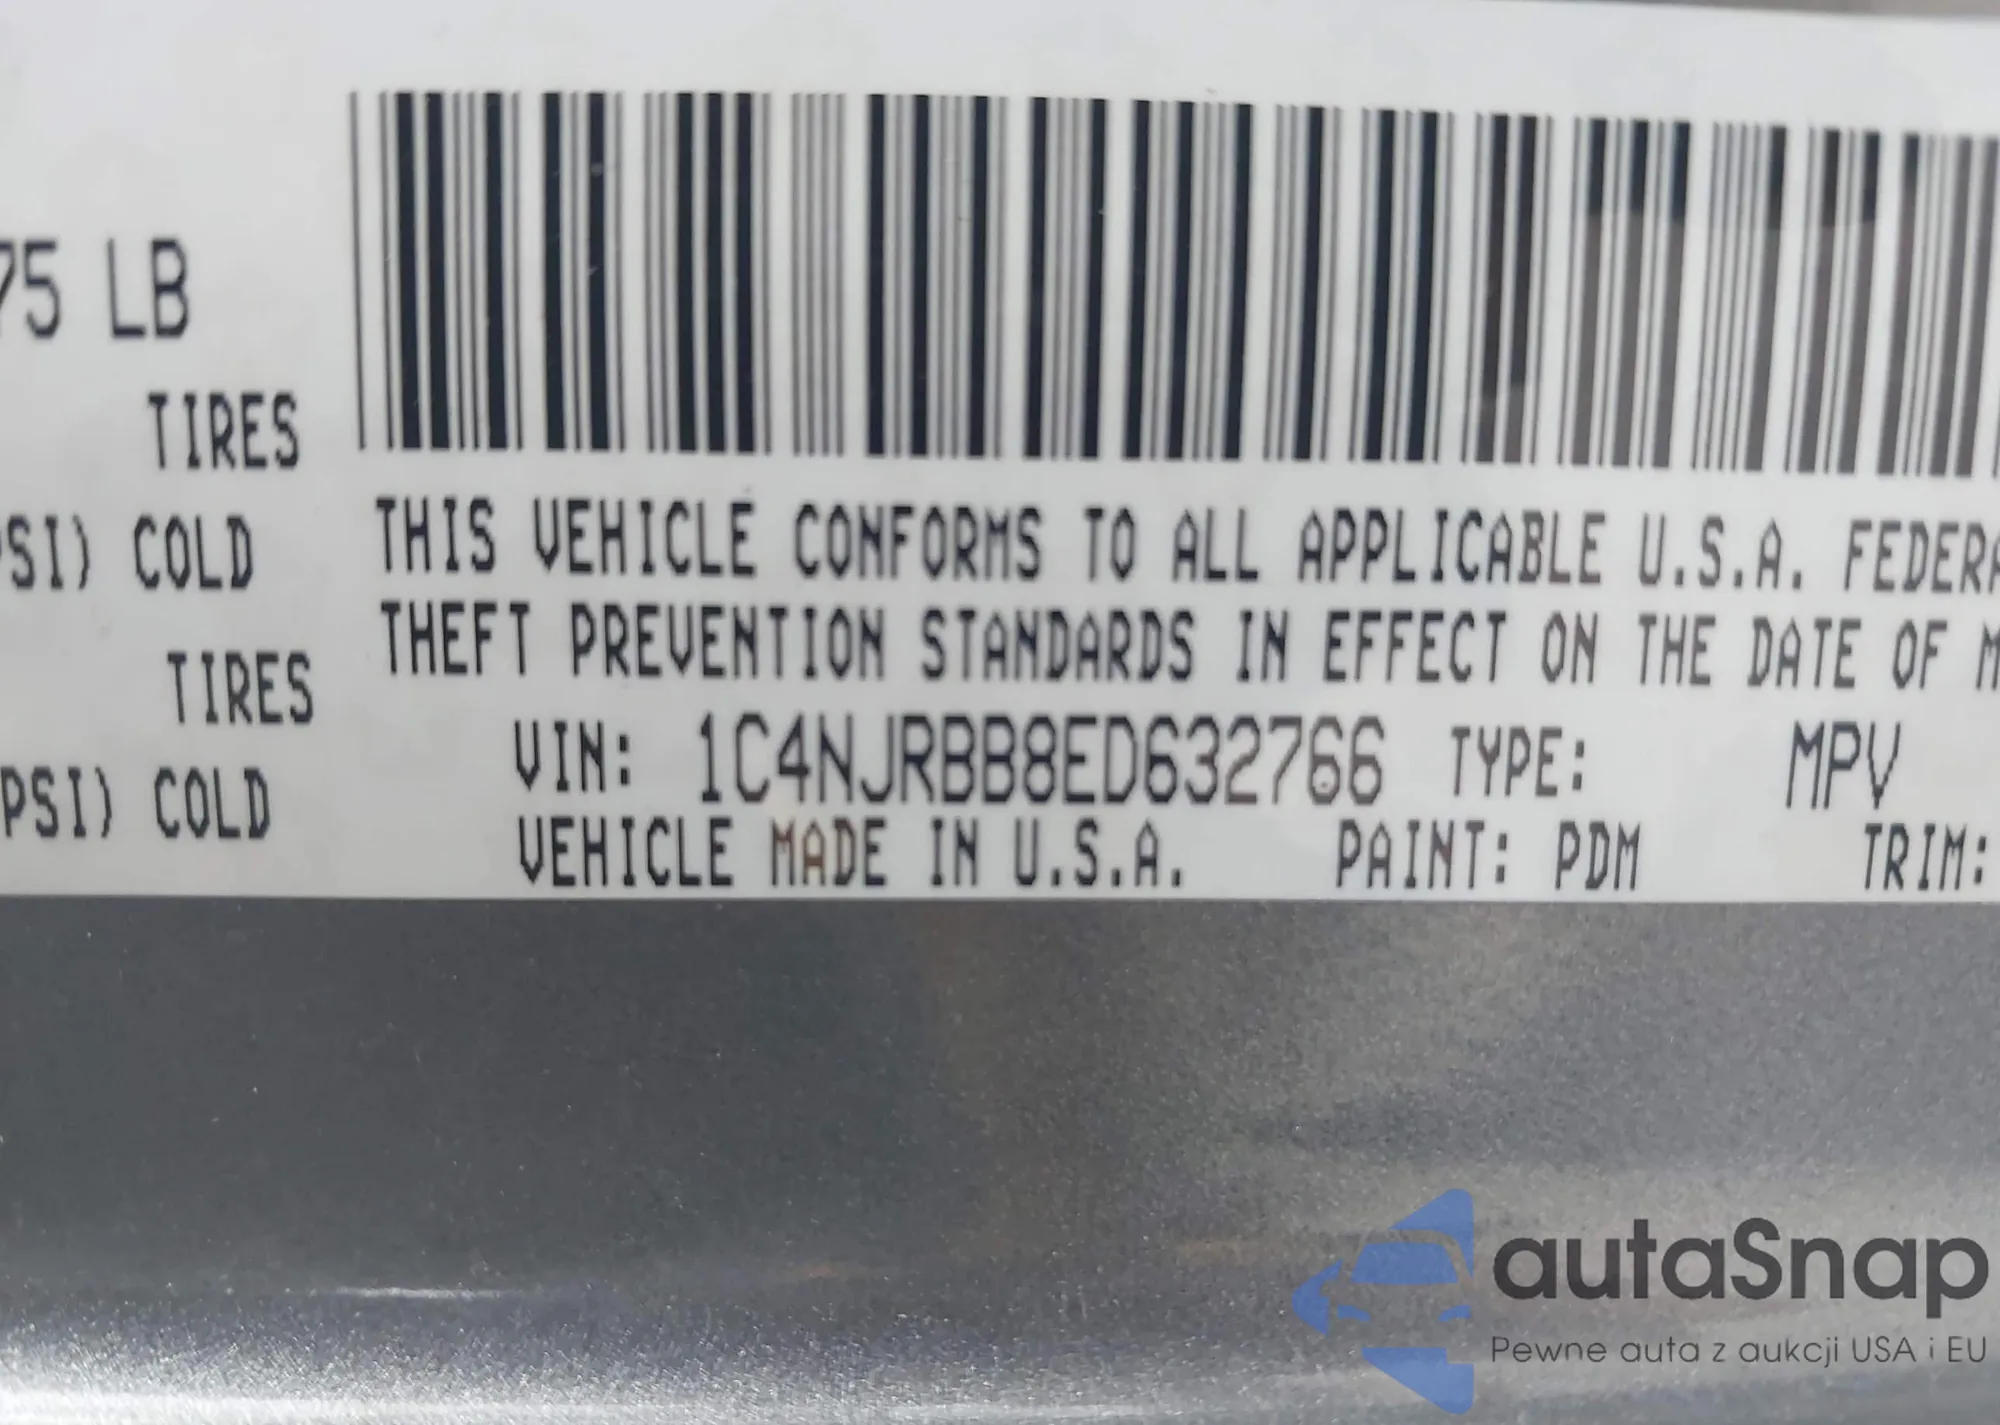 75 LB
TIRES
PSI) COLD
TIRES
PSI) COLD
THIS VEHICLE CONFORMS TO ALL APPLICABLE U.S.A. FEDERA
THEFT PREVENTION STANDARDS IN EFFECT ON THE DATE OF M
VIN: 1C4NJRBB8ED632766 TYPE: MPV
VEHICLE MADE IN U.S.A. PAINT: PDM TRIM:
autaSnap
Pewne auta z aukcji USA i EU